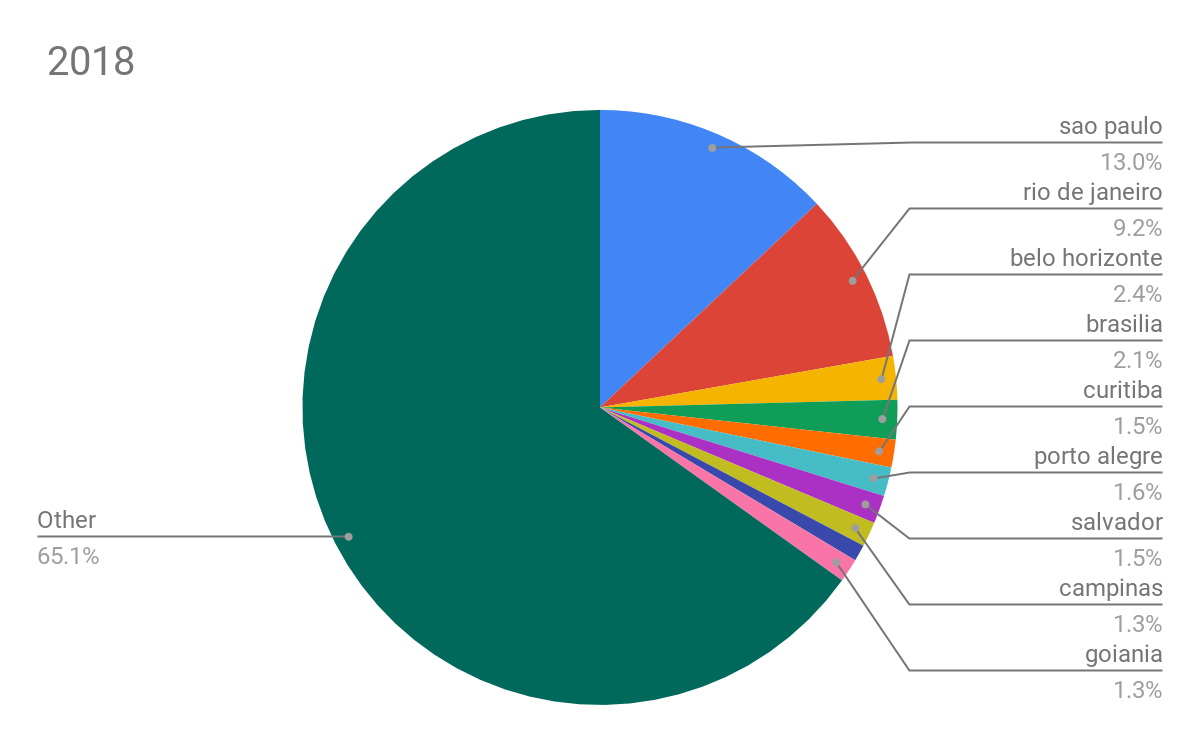 2018
sao paulo
13.0%
rio de janeiro
9.2%
belo horizonte
2.4%
brasilia
2.1%
curitiba
1.5%
porto alegre
1.6%
salvador
1.5%
campinas
1.3%
goiania
1.3%
Other
65.1%